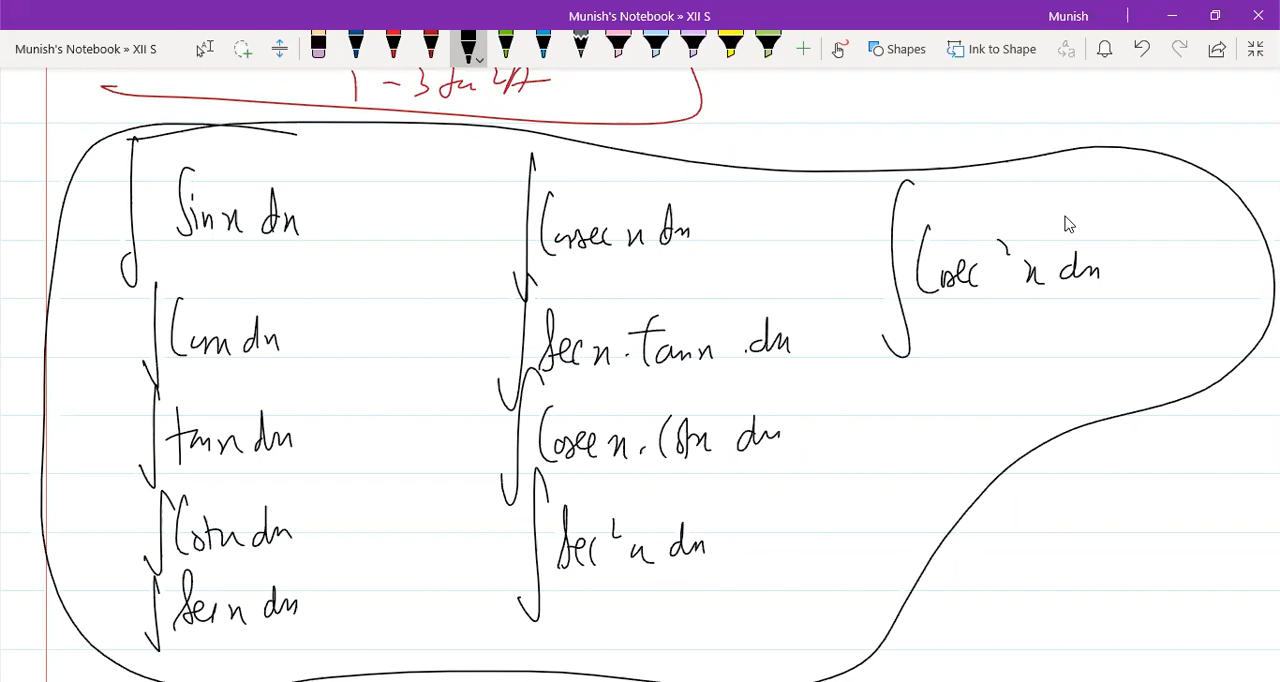 Munish's Notebook » XII S
Munish
Munish's Notebook » XII S
Shapes
Ink to Shape
∫ Sin x dx
∫ Cos x dx
∫ tan x dx
∫ Cot x dx
∫ Sec x dx
∫ Cosec x dx
∫ Sec x . Tan x . dx
∫ Cosec x . Cot x dx
∫ Sec² x dx
∫ Cosec² x dx